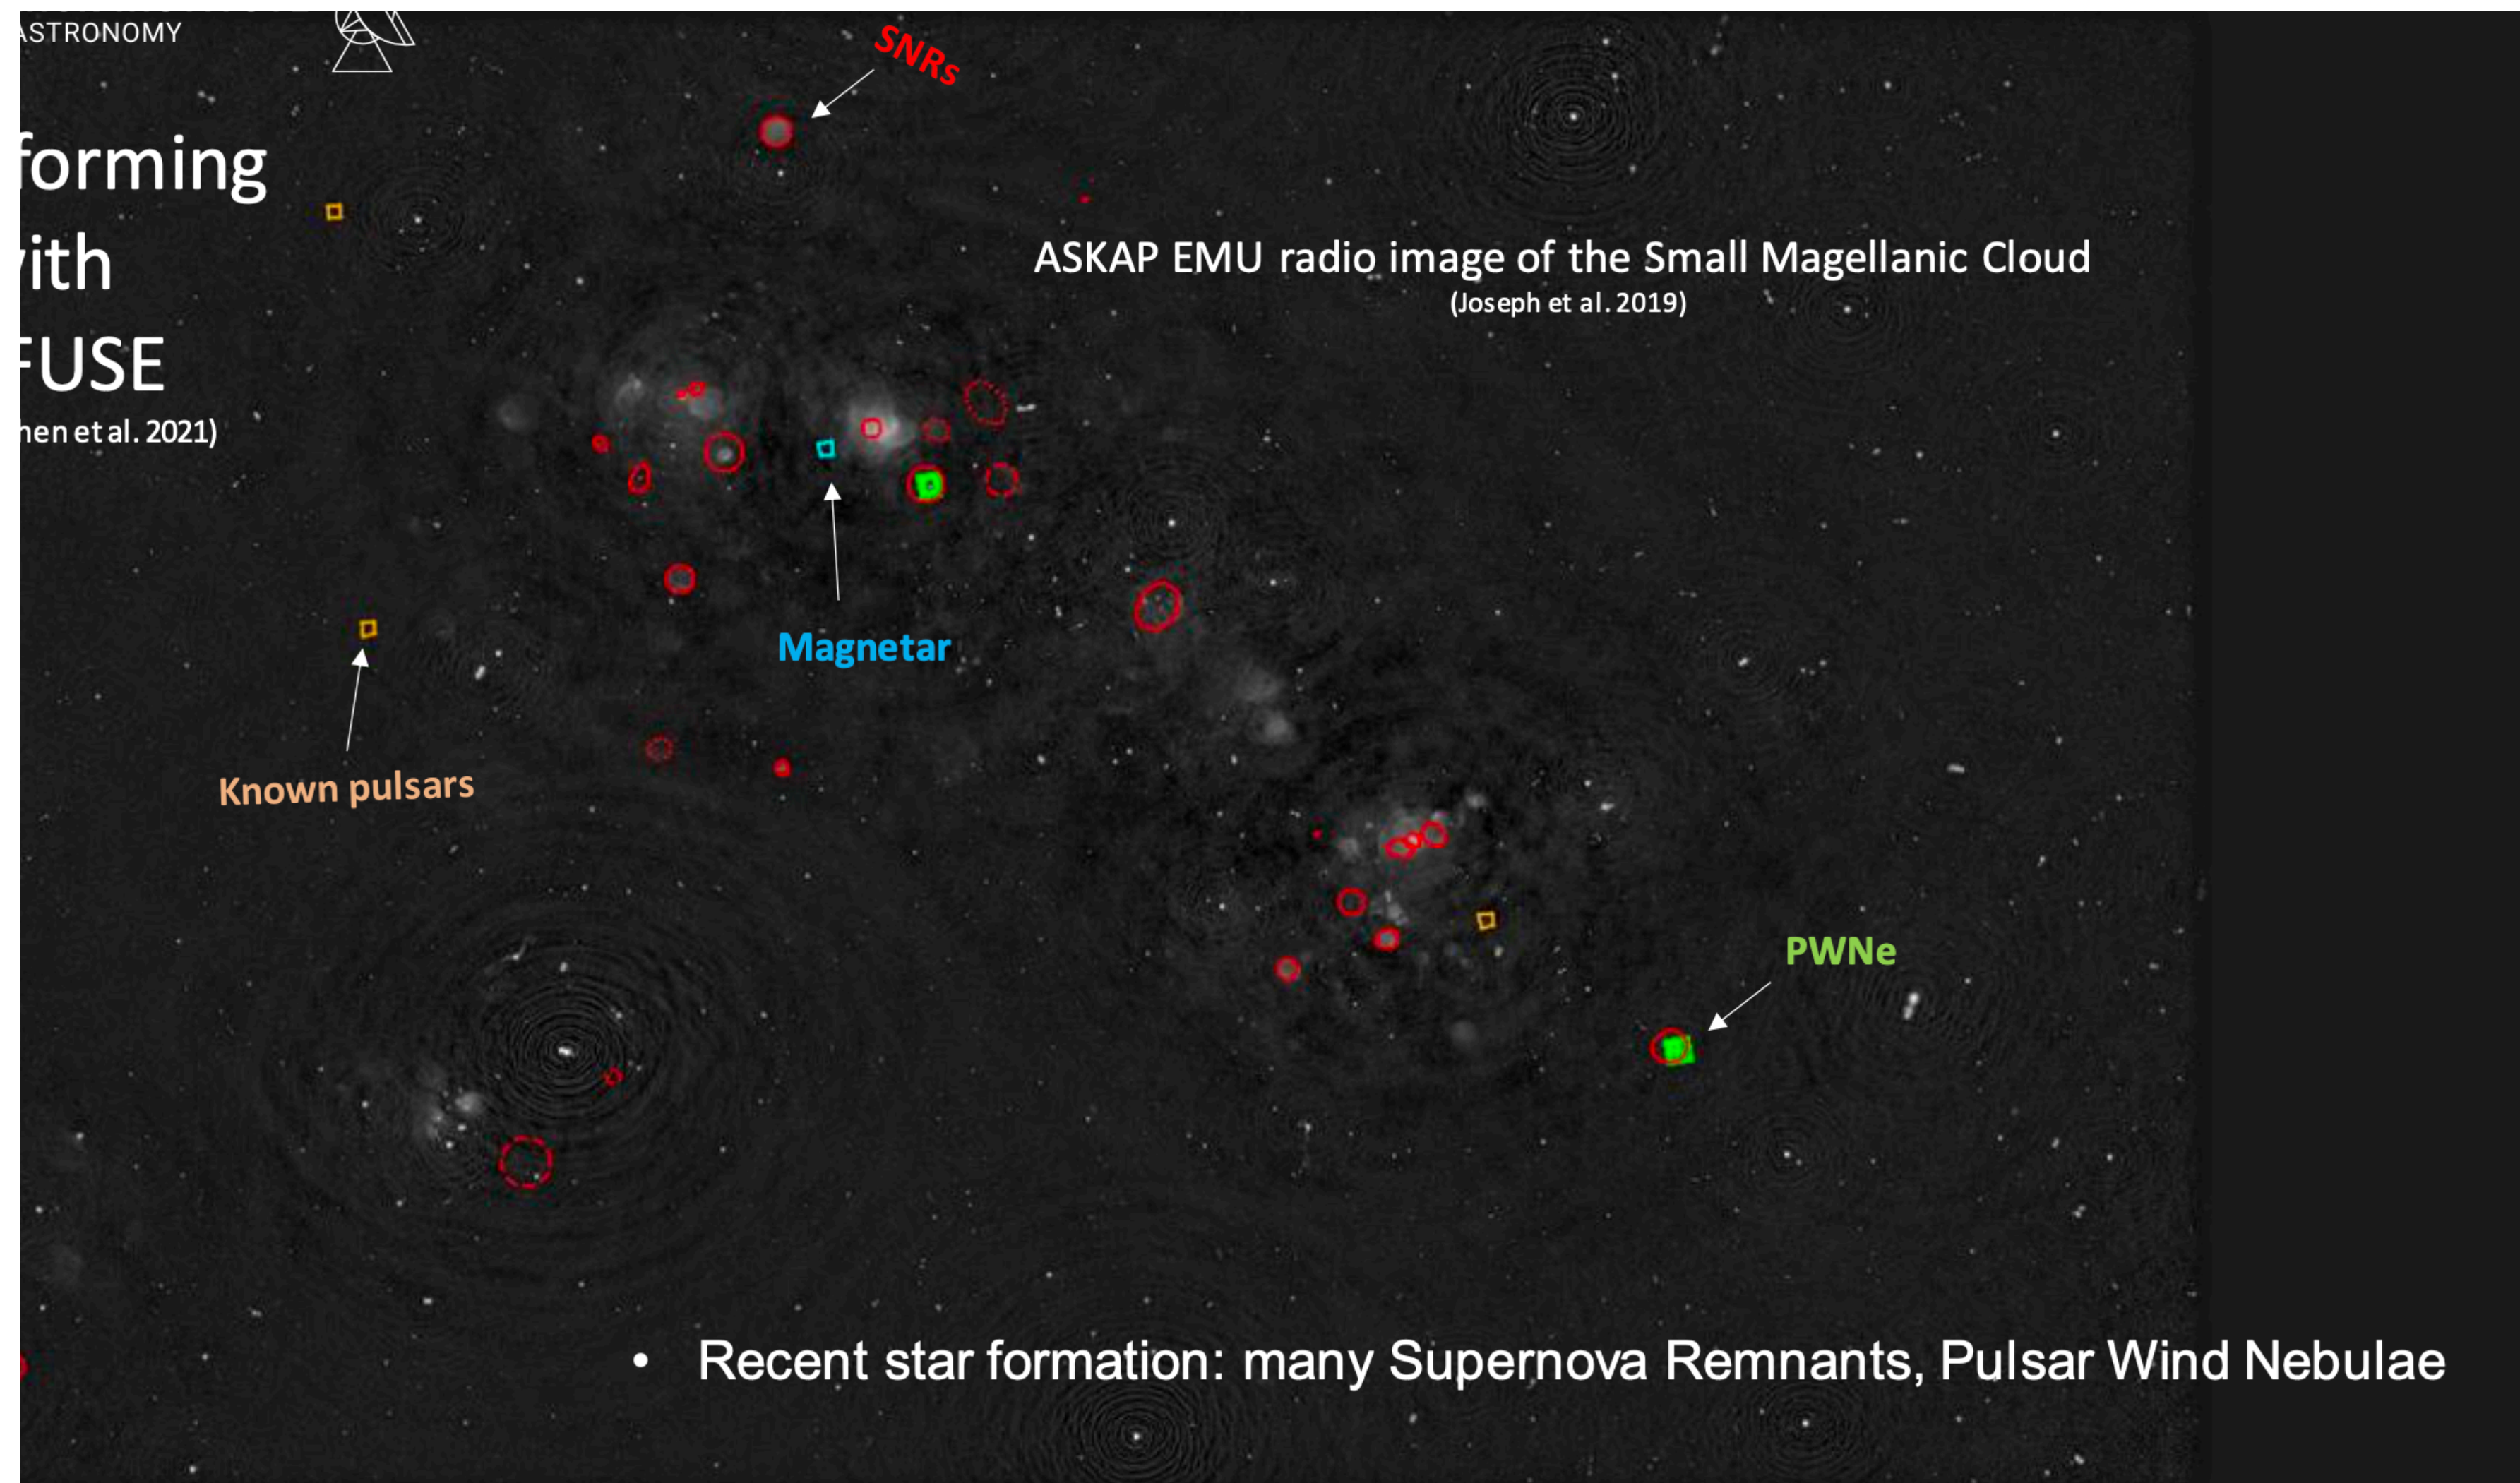 ASTRONOMY
SNRs
forming
with
FUSE
hen et al. 2021)
ASKAP EMU radio image of the Small Magellanic Cloud
(Joseph et al. 2019)
Magnetar
Known pulsars
PWNe
• Recent star formation: many Supernova Remnants, Pulsar Wind Nebulae